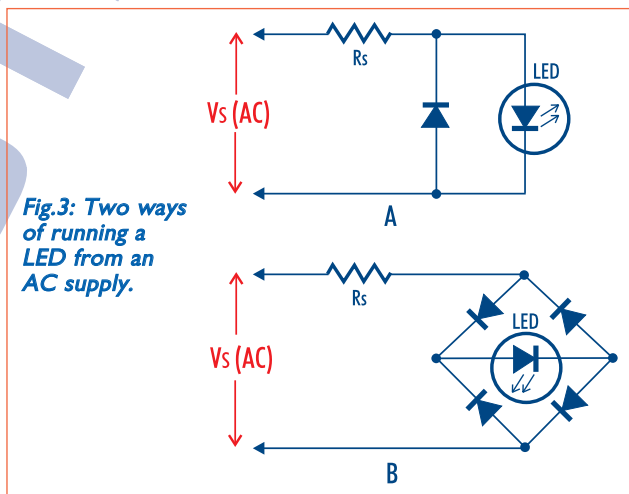 Rs
LED
Vs (AC)
A
Fig.3: Two ways
of running a
LED from an
AC supply.
Rs
LED
Vs (AC)
B